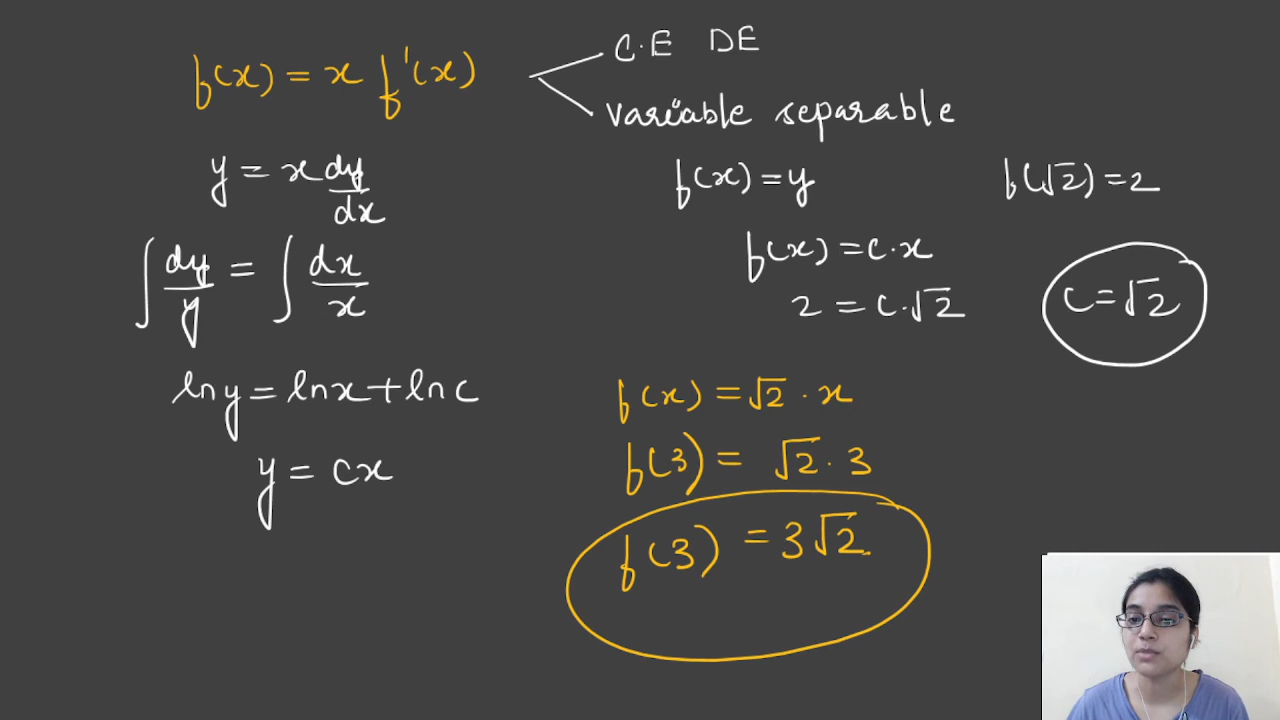 f(x) = x f'(x)
C.E DE
variable separable
y = x dy/dx
∫ dy/y = ∫ dx/x
ln y = ln x + ln c
y = cx
f(x) = y
f(√2) = 2
f(x) = c·x
2 = c·√2
c = √2
f(x) = √2 · x
f(3) = √2 · 3
f(3) = 3√2